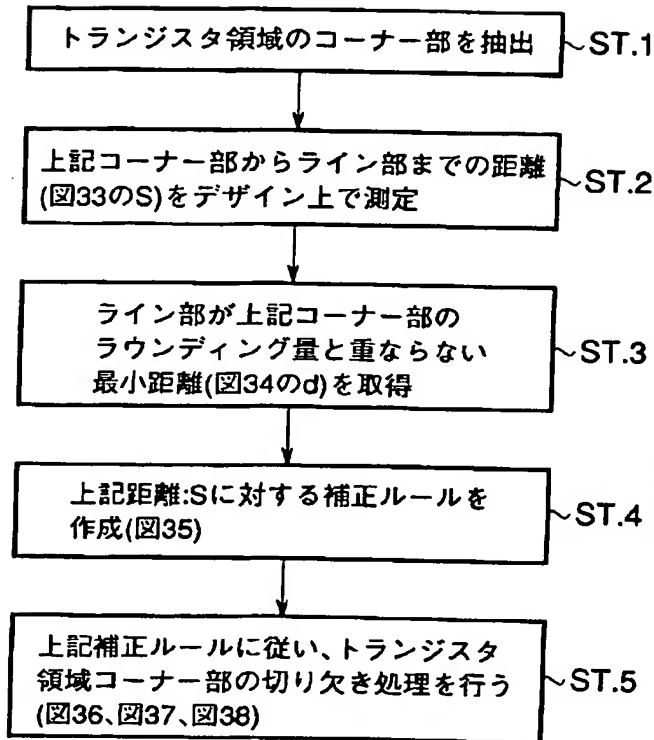 トランジスタ領域のコーナー部を抽出
ST.1
上記コーナー部からライン部までの距離
(図33のS)をデザイン上で測定
ST.2
ライン部が上記コーナー部の
ラウンディング量と重ならない
最小距離(図34のd)を取得
ST.3
上記距離:Sに対する補正ルールを
作成(図35)
ST.4
上記補正ルールに従い、トランジスタ
領域コーナー部の切り欠き処理を行う
(図36、図37、図38)
ST.5